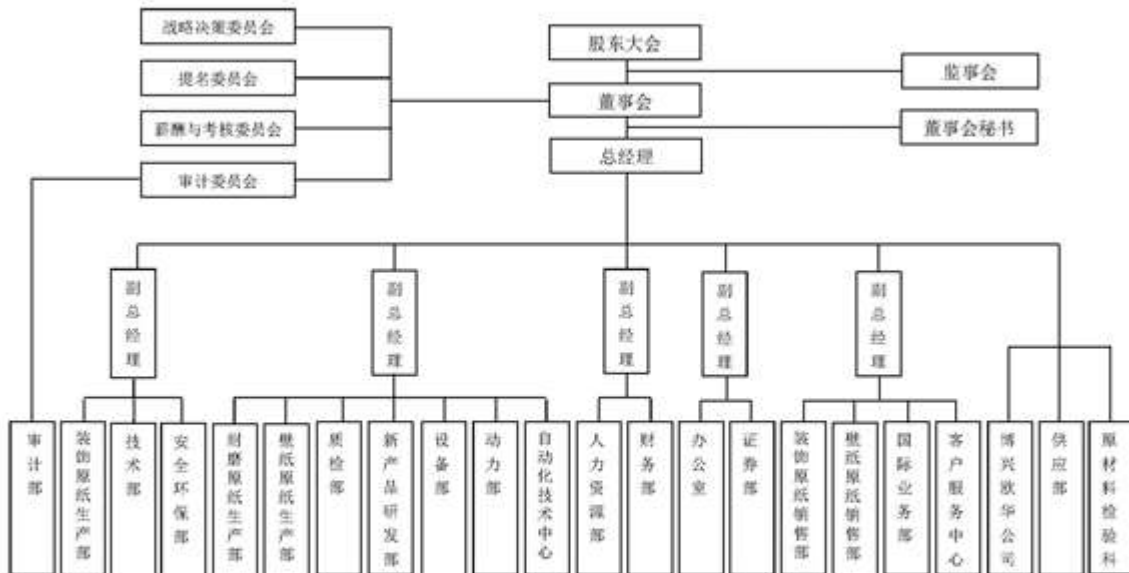 战略决策委员会
提名委员会
薪酬与考核委员会
审计委员会
股东大会
董事会
总经理
监事会
董事会秘书
副总经理
副总经理
副总经理
副总经理
副总经理
审计部
装饰原纸生产部
技术部
安全环保部
耐磨原纸生产部
壁纸原纸生产部
质检部
新产品研发部
设备部
动力部
自动化技术中心
人力资源部
财务部
办公室
证券部
装饰原纸销售部
壁纸原纸销售部
国际业务部
客户服务中心
博兴欧华公司
供应部
原材料检验科